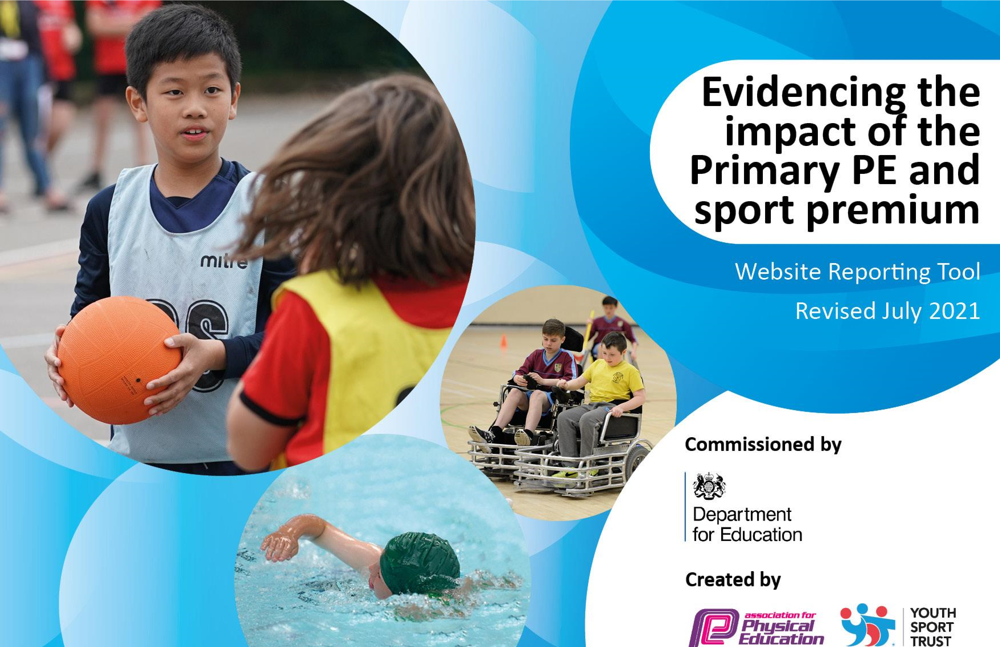 Evidencing the
impact of the
Primary PE and
sport premium
Website Reporting Tool
Revised July 2021
mitre
GS
Commissioned by
Department
for Education
Created by
association for
Physical
Education
YOUTH
SPORT
TRUST